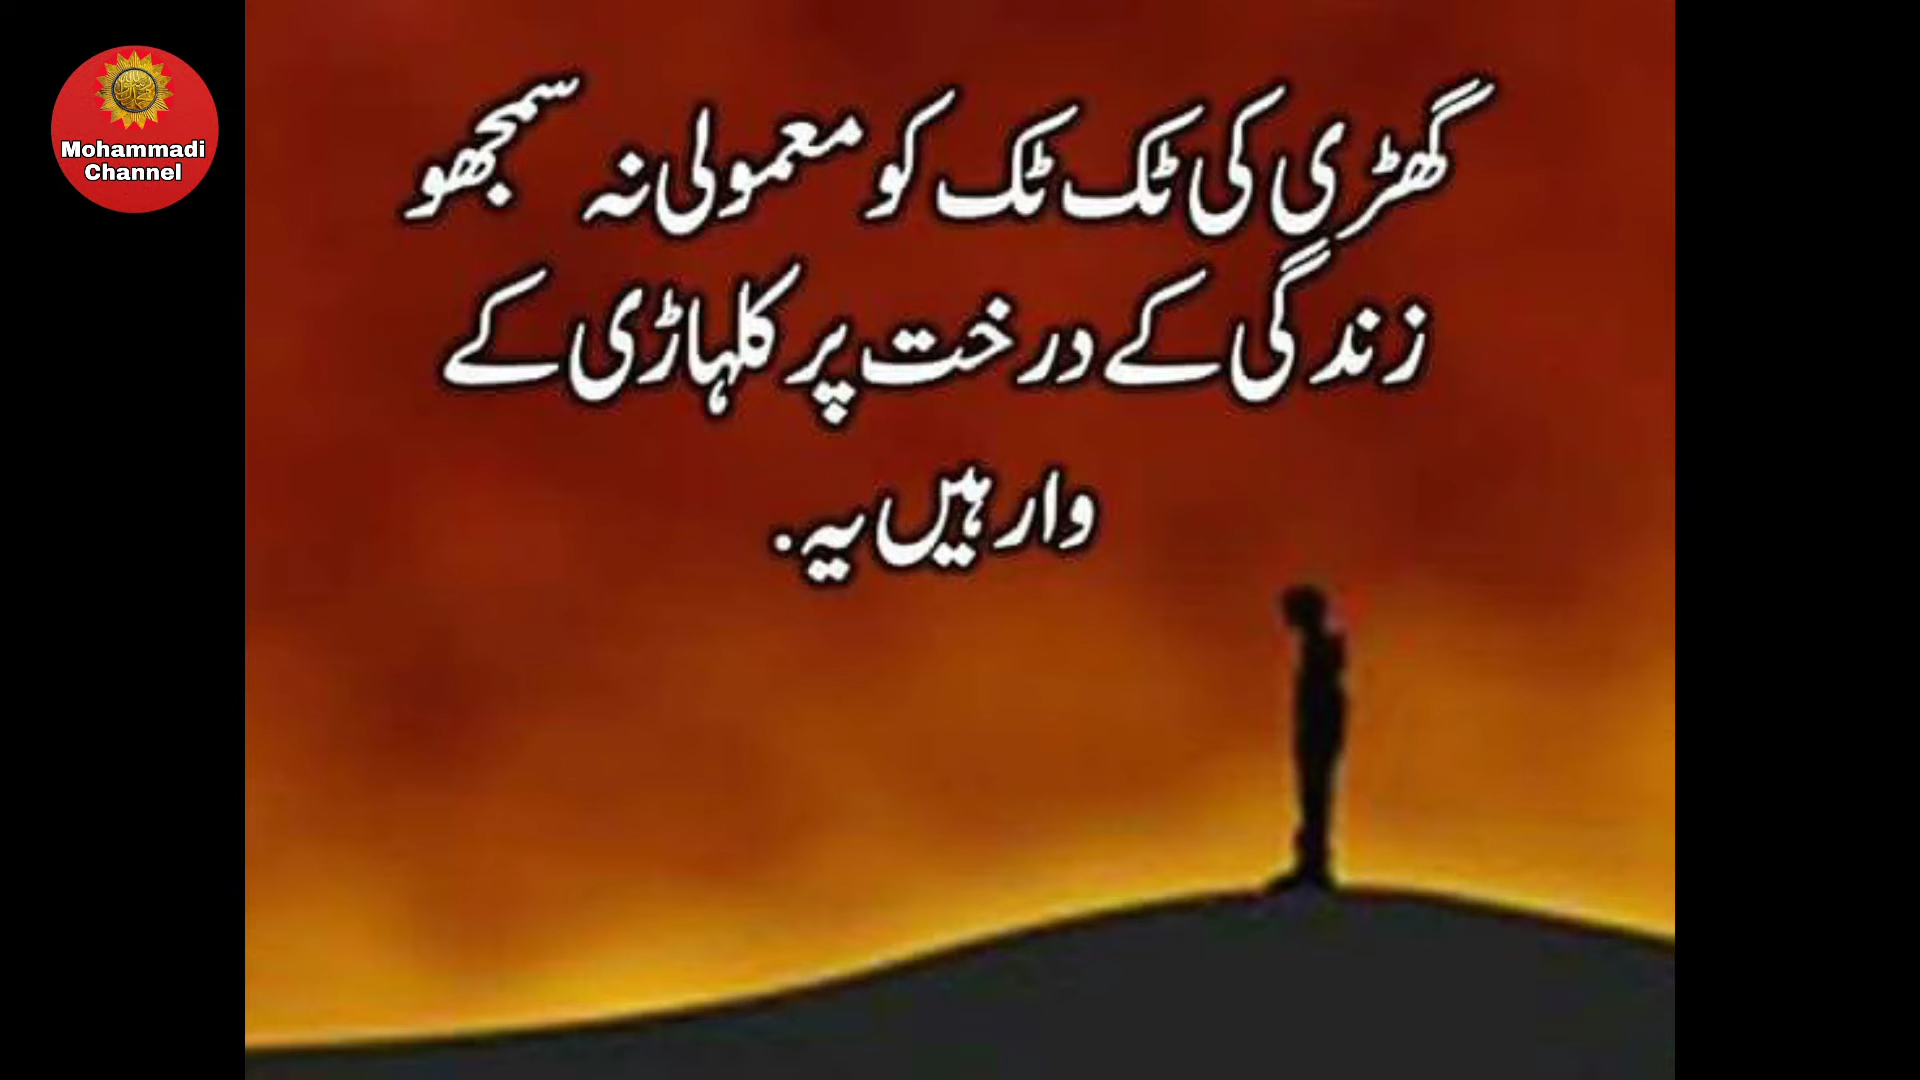 Mohammadi
Channel
گھڑی کی ٹک ٹک کو معمولی نہ سمجھو
زندگی کے درخت پر کلہاڑی کے
وار ہیں یہ.